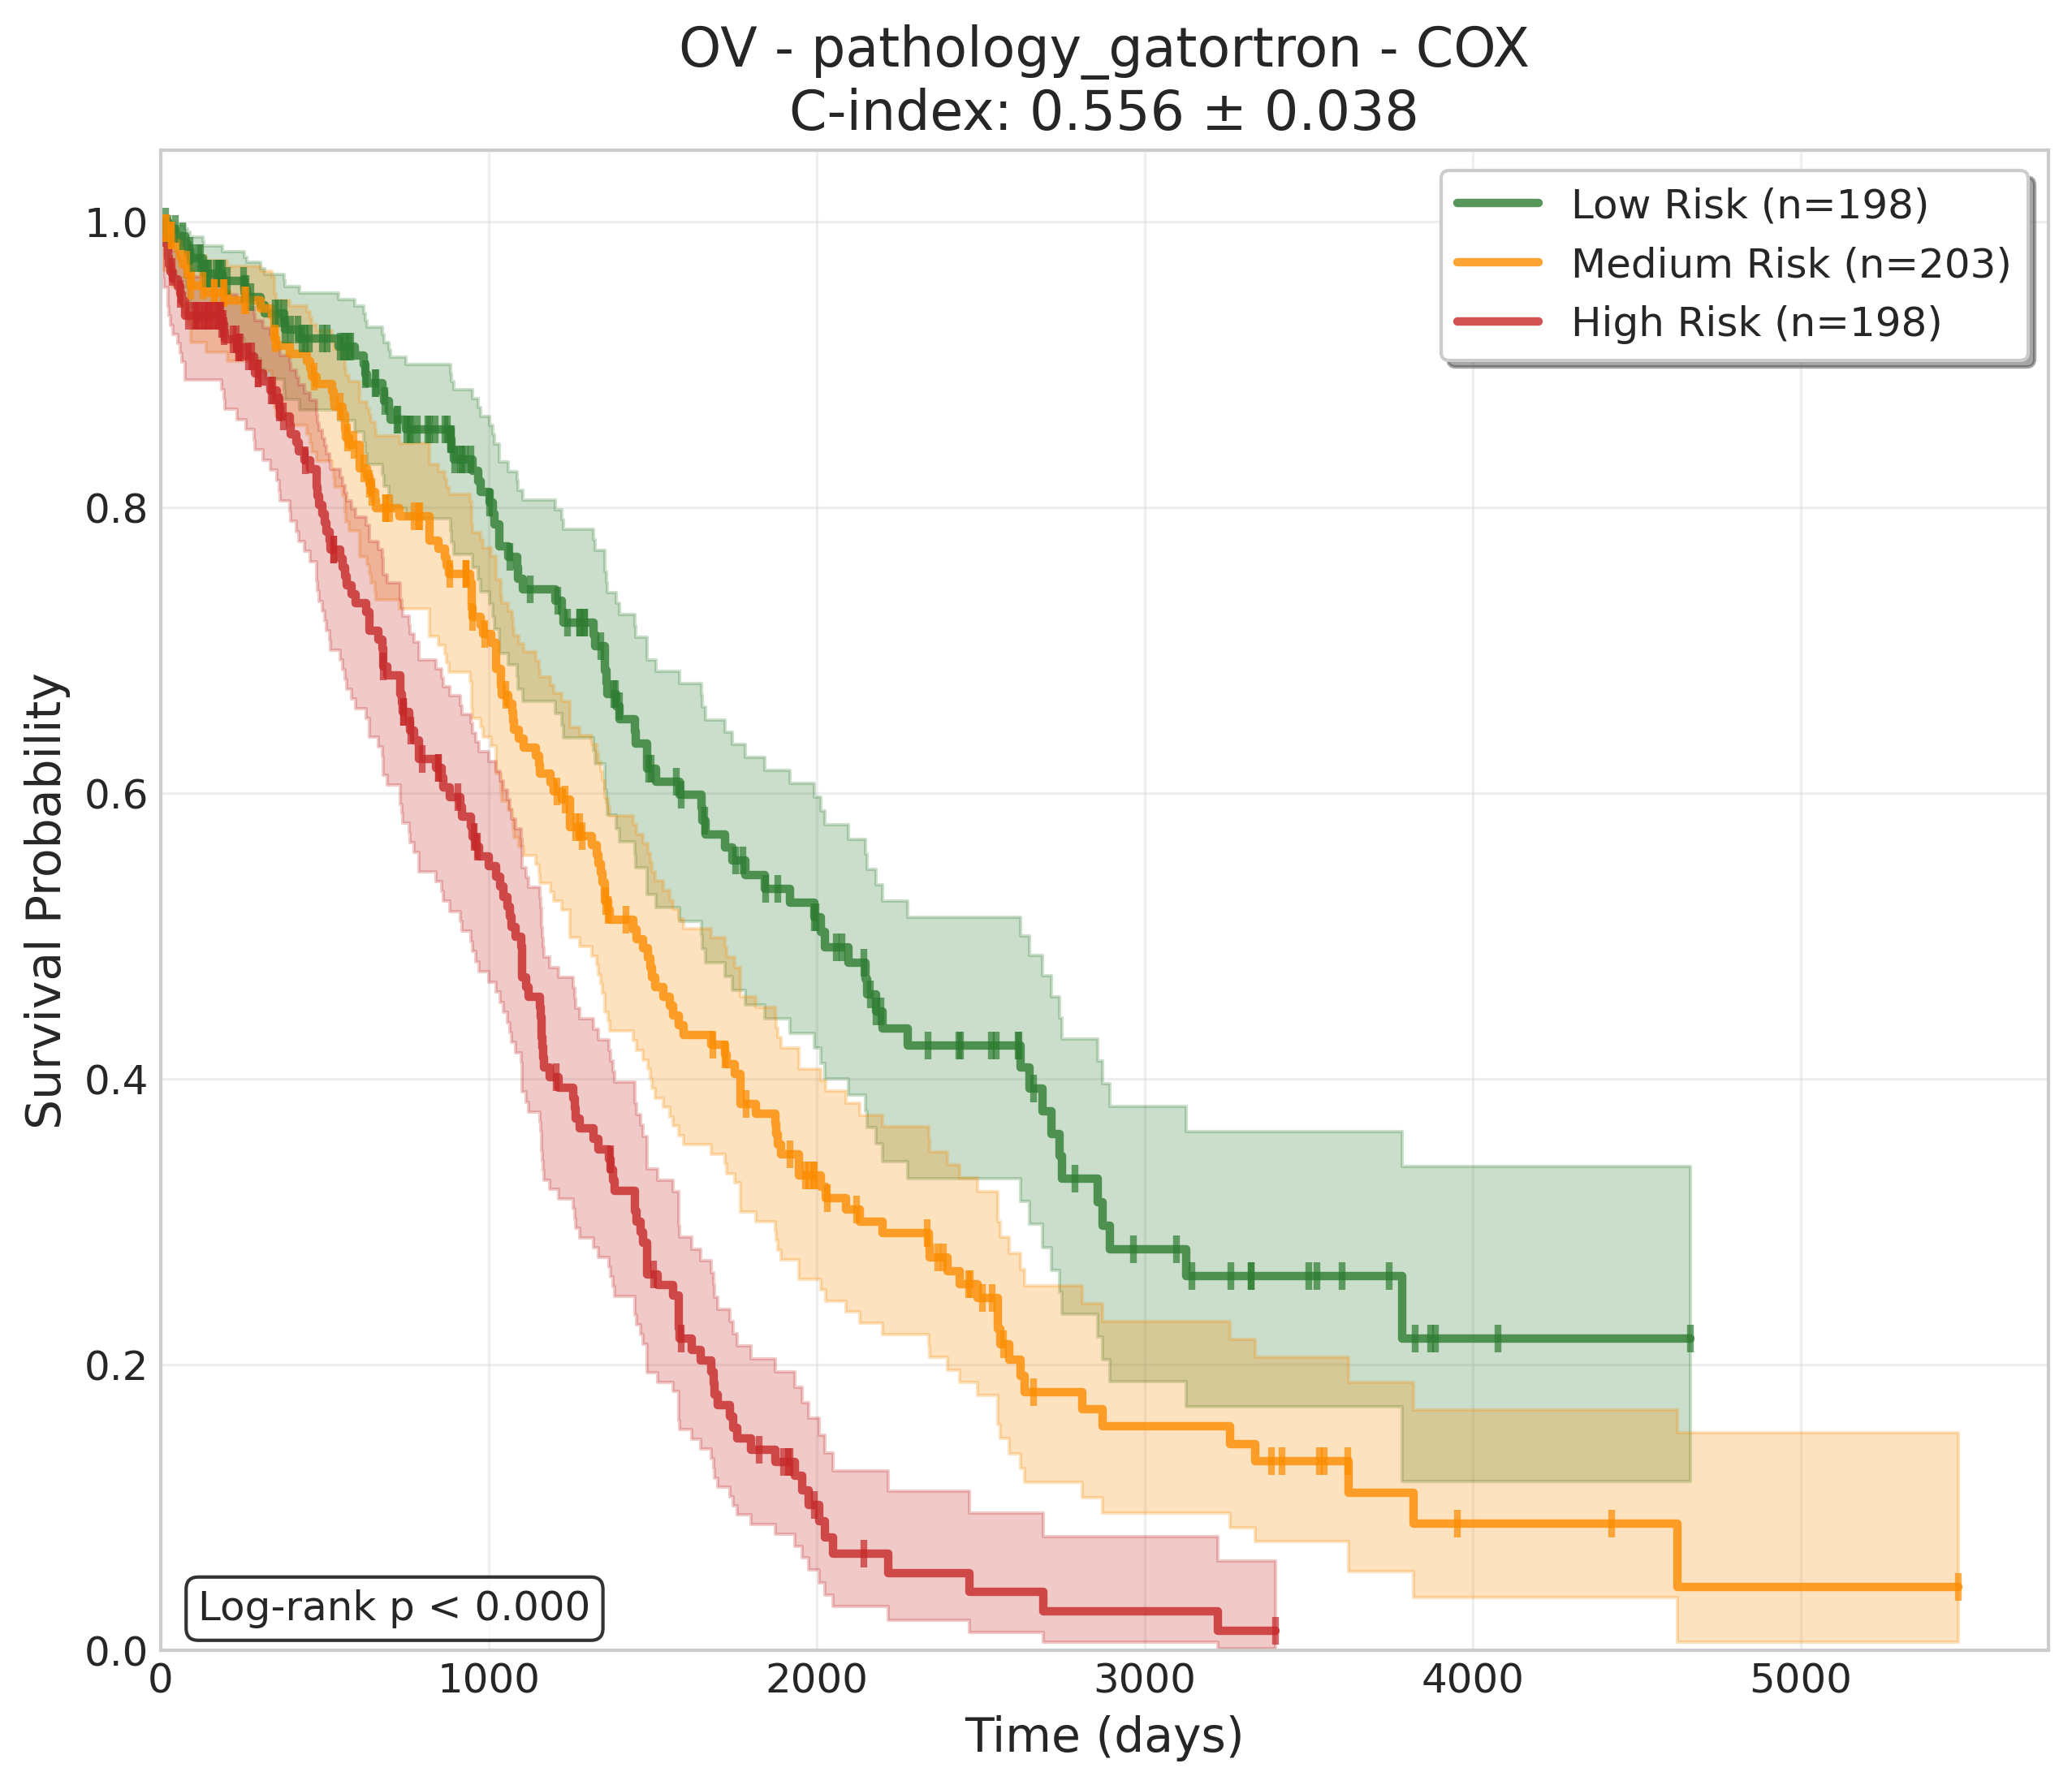 OV - pathology_gatortron - COX
C-index: 0.556 ± 0.038
Low Risk (n=198)
Medium Risk (n=203)
High Risk (n=198)
Survival Probability
1.0
0.8
0.6
0.4
0.2
0.0
Log-rank p < 0.000
0 1000 2000 3000 4000 5000
Time (days)